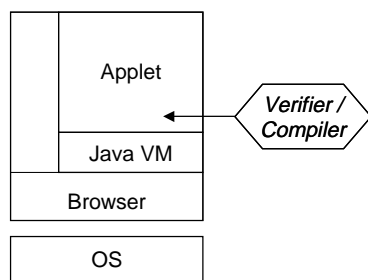 Applet
Verifier /
Compiler
Java VM
Browser
OS